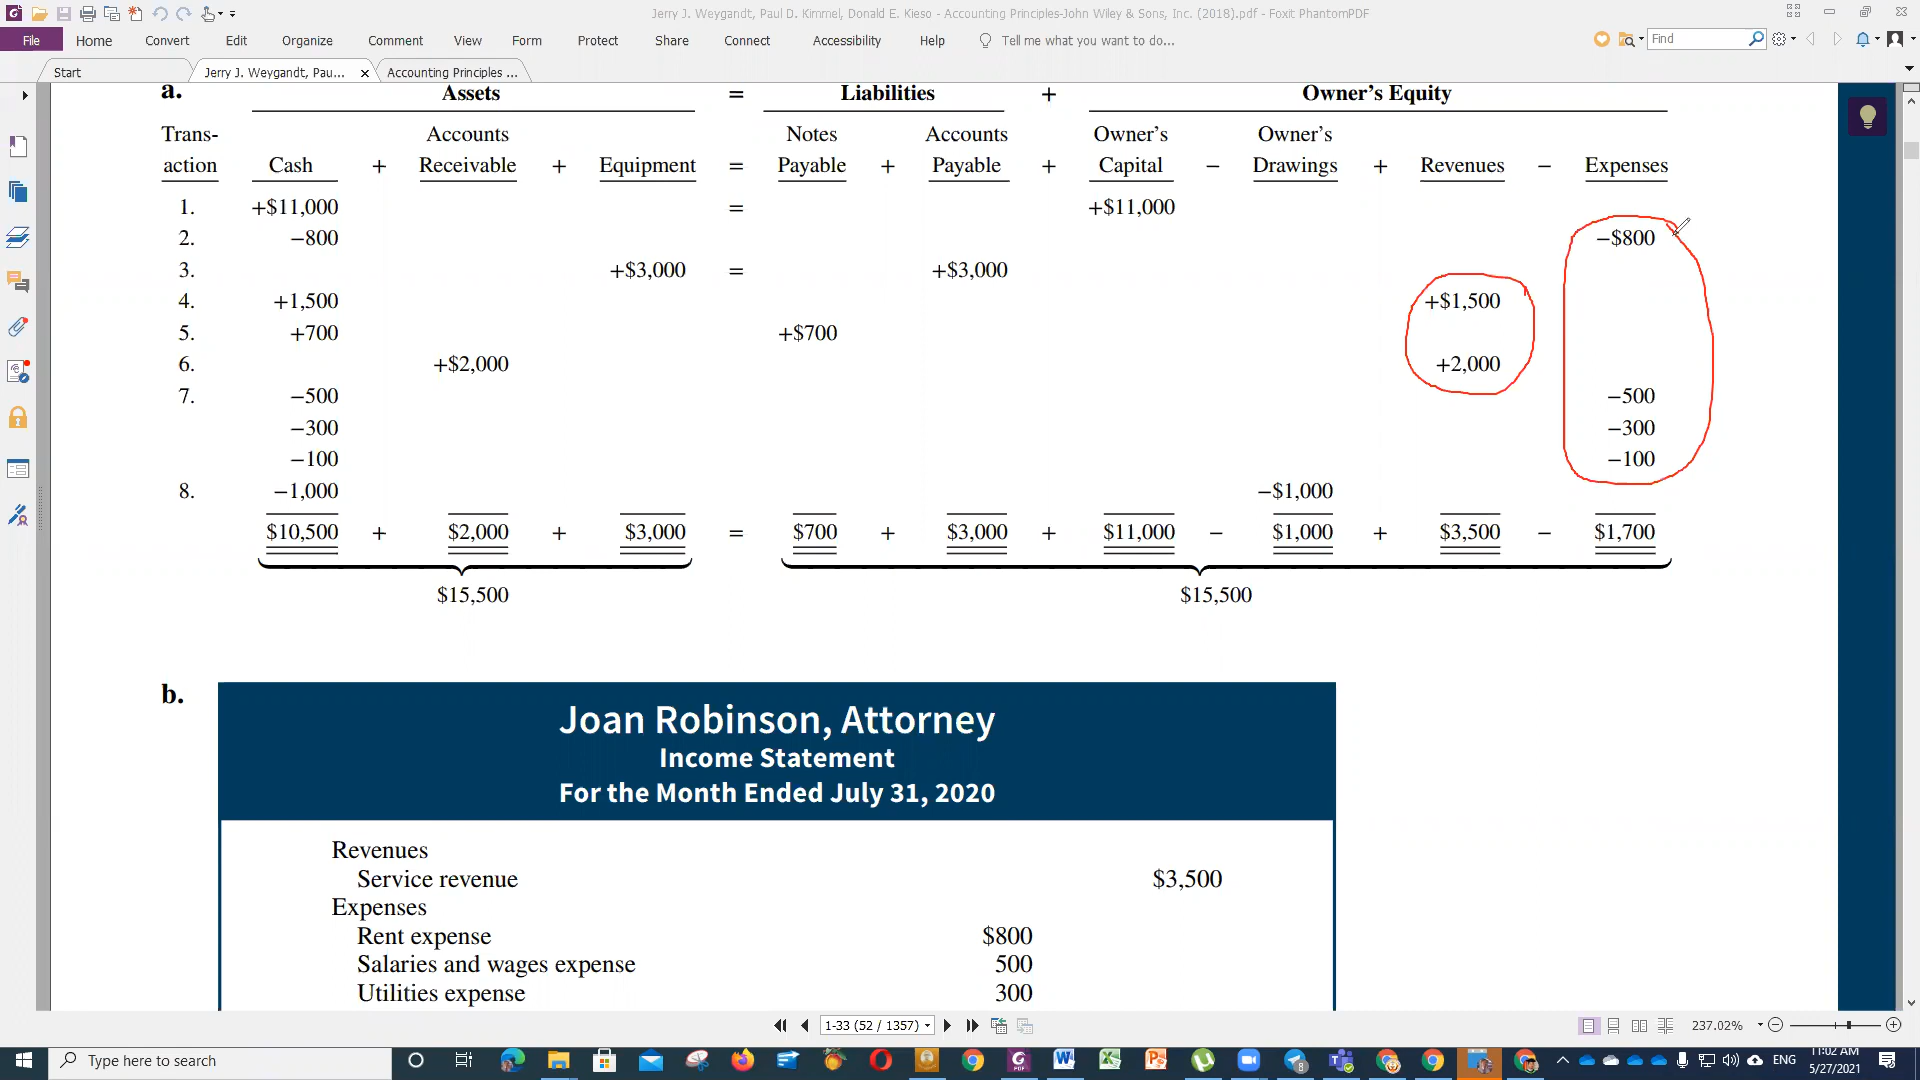 Jerry J. Weygandt, Paul D. Kimmel, Donald E. Kieso - Accounting Principles-John Wiley & Sons, Inc. (2018).pdf - Foxit PhantomPDF
File Home Convert Edit Organize Comment View Form Protect Share Connect Accessibility Help Tell me what you want to do... Find
Start Jerry J. Weygandt, Pau... Accounting Principles ...
a. Assets = Liabilities + Owner's Equity
Trans- Accounts Notes Accounts Owner's Owner's
action Cash + Receivable + Equipment = Payable + Payable + Capital − Drawings + Revenues − Expenses
1. +$11,000 = +$11,000
2. −800 −$800
3. +$3,000 = +$3,000
4. +1,500 +$1,500
5. +700 +$700
6. +$2,000 +2,000
7. −500 −500
−300 −300
−100 −100
8. −1,000 −$1,000
$10,500 + $2,000 + $3,000 = $700 + $3,000 + $11,000 − $1,000 + $3,500 − $1,700
$15,500 $15,500
b.
Joan Robinson, Attorney
Income Statement
For the Month Ended July 31, 2020
Revenues
Service revenue $3,500
Expenses
Rent expense $800
Salaries and wages expense 500
Utilities expense 300
1-33 (52 / 1357) 237.02%
Type here to search ENG 11:02 AM
5/27/2021